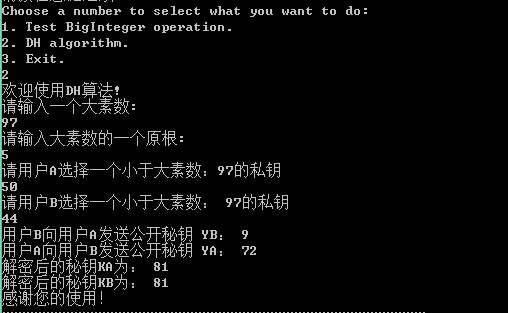 Choose a number to select what you want to do:
1. Test BigInteger operation.
2. DH algorithm.
3. Exit.
2
欢迎使用DH算法!
请输入一个大素数:
97
请输入大素数的一个原根:
5
请用户A选择一个小于大素数: 97的私钥
50
请用户B选择一个小于大素数: 97的私钥
44
用户B向用户A发送公开秘钥 YB: 9
用户A向用户B发送公开秘钥 YA: 72
解密后的秘钥KA为: 81
解密后的秘钥KB为: 81
感谢您的使用!